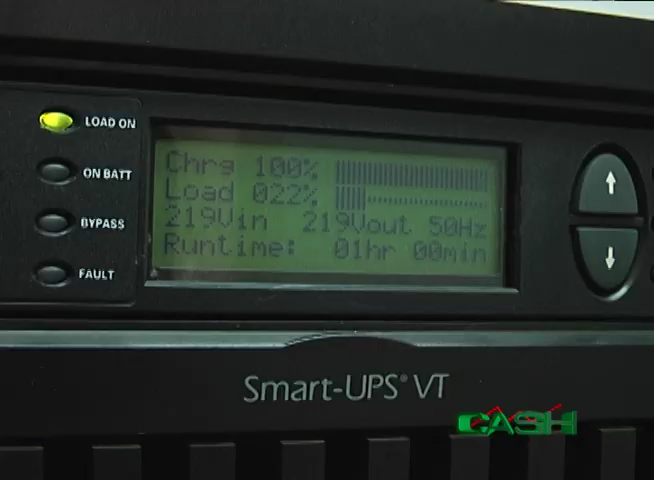 LOAD ON
ON BATT
BYPASS
FAULT
Chrg 100%
Load 022%
219Vin 219Vout 50Hz
Runtime: 01hr 00min
Smart-UPS® VT
CASH